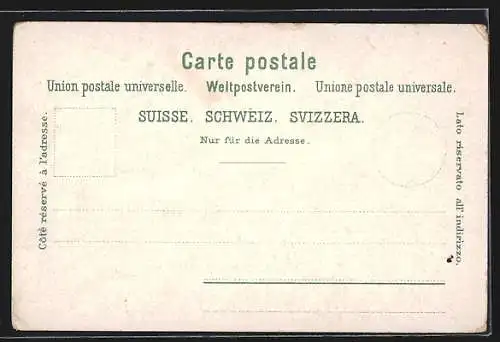 Carte postale
Union postale universelle. Weltpostverein. Unione postale universale.
SUISSE. SCHWEIZ. SVIZZERA.
Nur für die Adresse.
Côté réservé à l'adresse.
Lato riservato all'indirizzo.